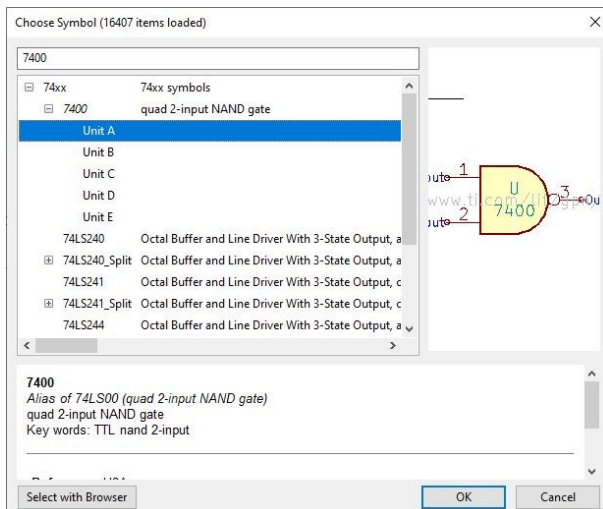 Choose Symbol (16407 items loaded)
7400
74xx 74xx symbols
7400 quad 2-input NAND gate
Unit A
Unit B
Unit C
Unit D
Unit E
74LS240 Octal Buffer and Line Driver With 3-State Output, a
74LS240_Split Octal Buffer and Line Driver With 3-State Output, a
74LS241 Octal Buffer and Line Driver With 3-State Output, c
74LS241_Split Octal Buffer and Line Driver With 3-State Output, c
74LS244 Octal Buffer and Line Driver With 3-State Output, a
1
2
3
U
7400
7400
Alias of 74LS00 (quad 2-input NAND gate)
quad 2-input NAND gate
Key words: TTL nand 2-input
Select with Browser OK Cancel